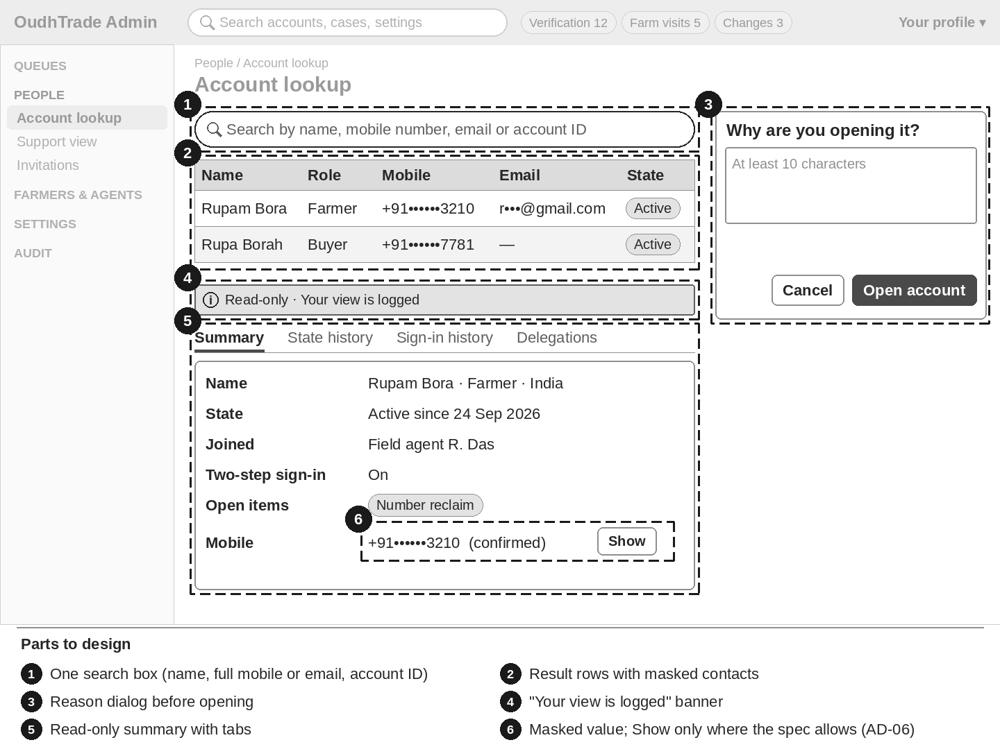 OudhTrade Admin
Search accounts, cases, settings
Verification 12
Farm visits 5
Changes 3
Your profile ▾
QUEUES
PEOPLE
Account lookup
Support view
Invitations
FARMERS & AGENTS
SETTINGS
AUDIT
People / Account lookup
Account lookup
1
Search by name, mobile number, email or account ID
2
Name Role Mobile Email State
Rupam Bora Farmer +91••••••3210 r•••@gmail.com Active
Rupa Borah Buyer +91••••••7781 — Active
3
Why are you opening it?
At least 10 characters
Cancel
Open account
4
Read-only · Your view is logged
5
Summary State history Sign-in history Delegations
Name Rupam Bora · Farmer · India
State Active since 24 Sep 2026
Joined Field agent R. Das
Two-step sign-in On
Open items Number reclaim
6
Mobile +91••••••3210 (confirmed) Show
Parts to design
1 One search box (name, full mobile or email, account ID)
2 Result rows with masked contacts
3 Reason dialog before opening
4 "Your view is logged" banner
5 Read-only summary with tabs
6 Masked value; Show only where the spec allows (AD-06)